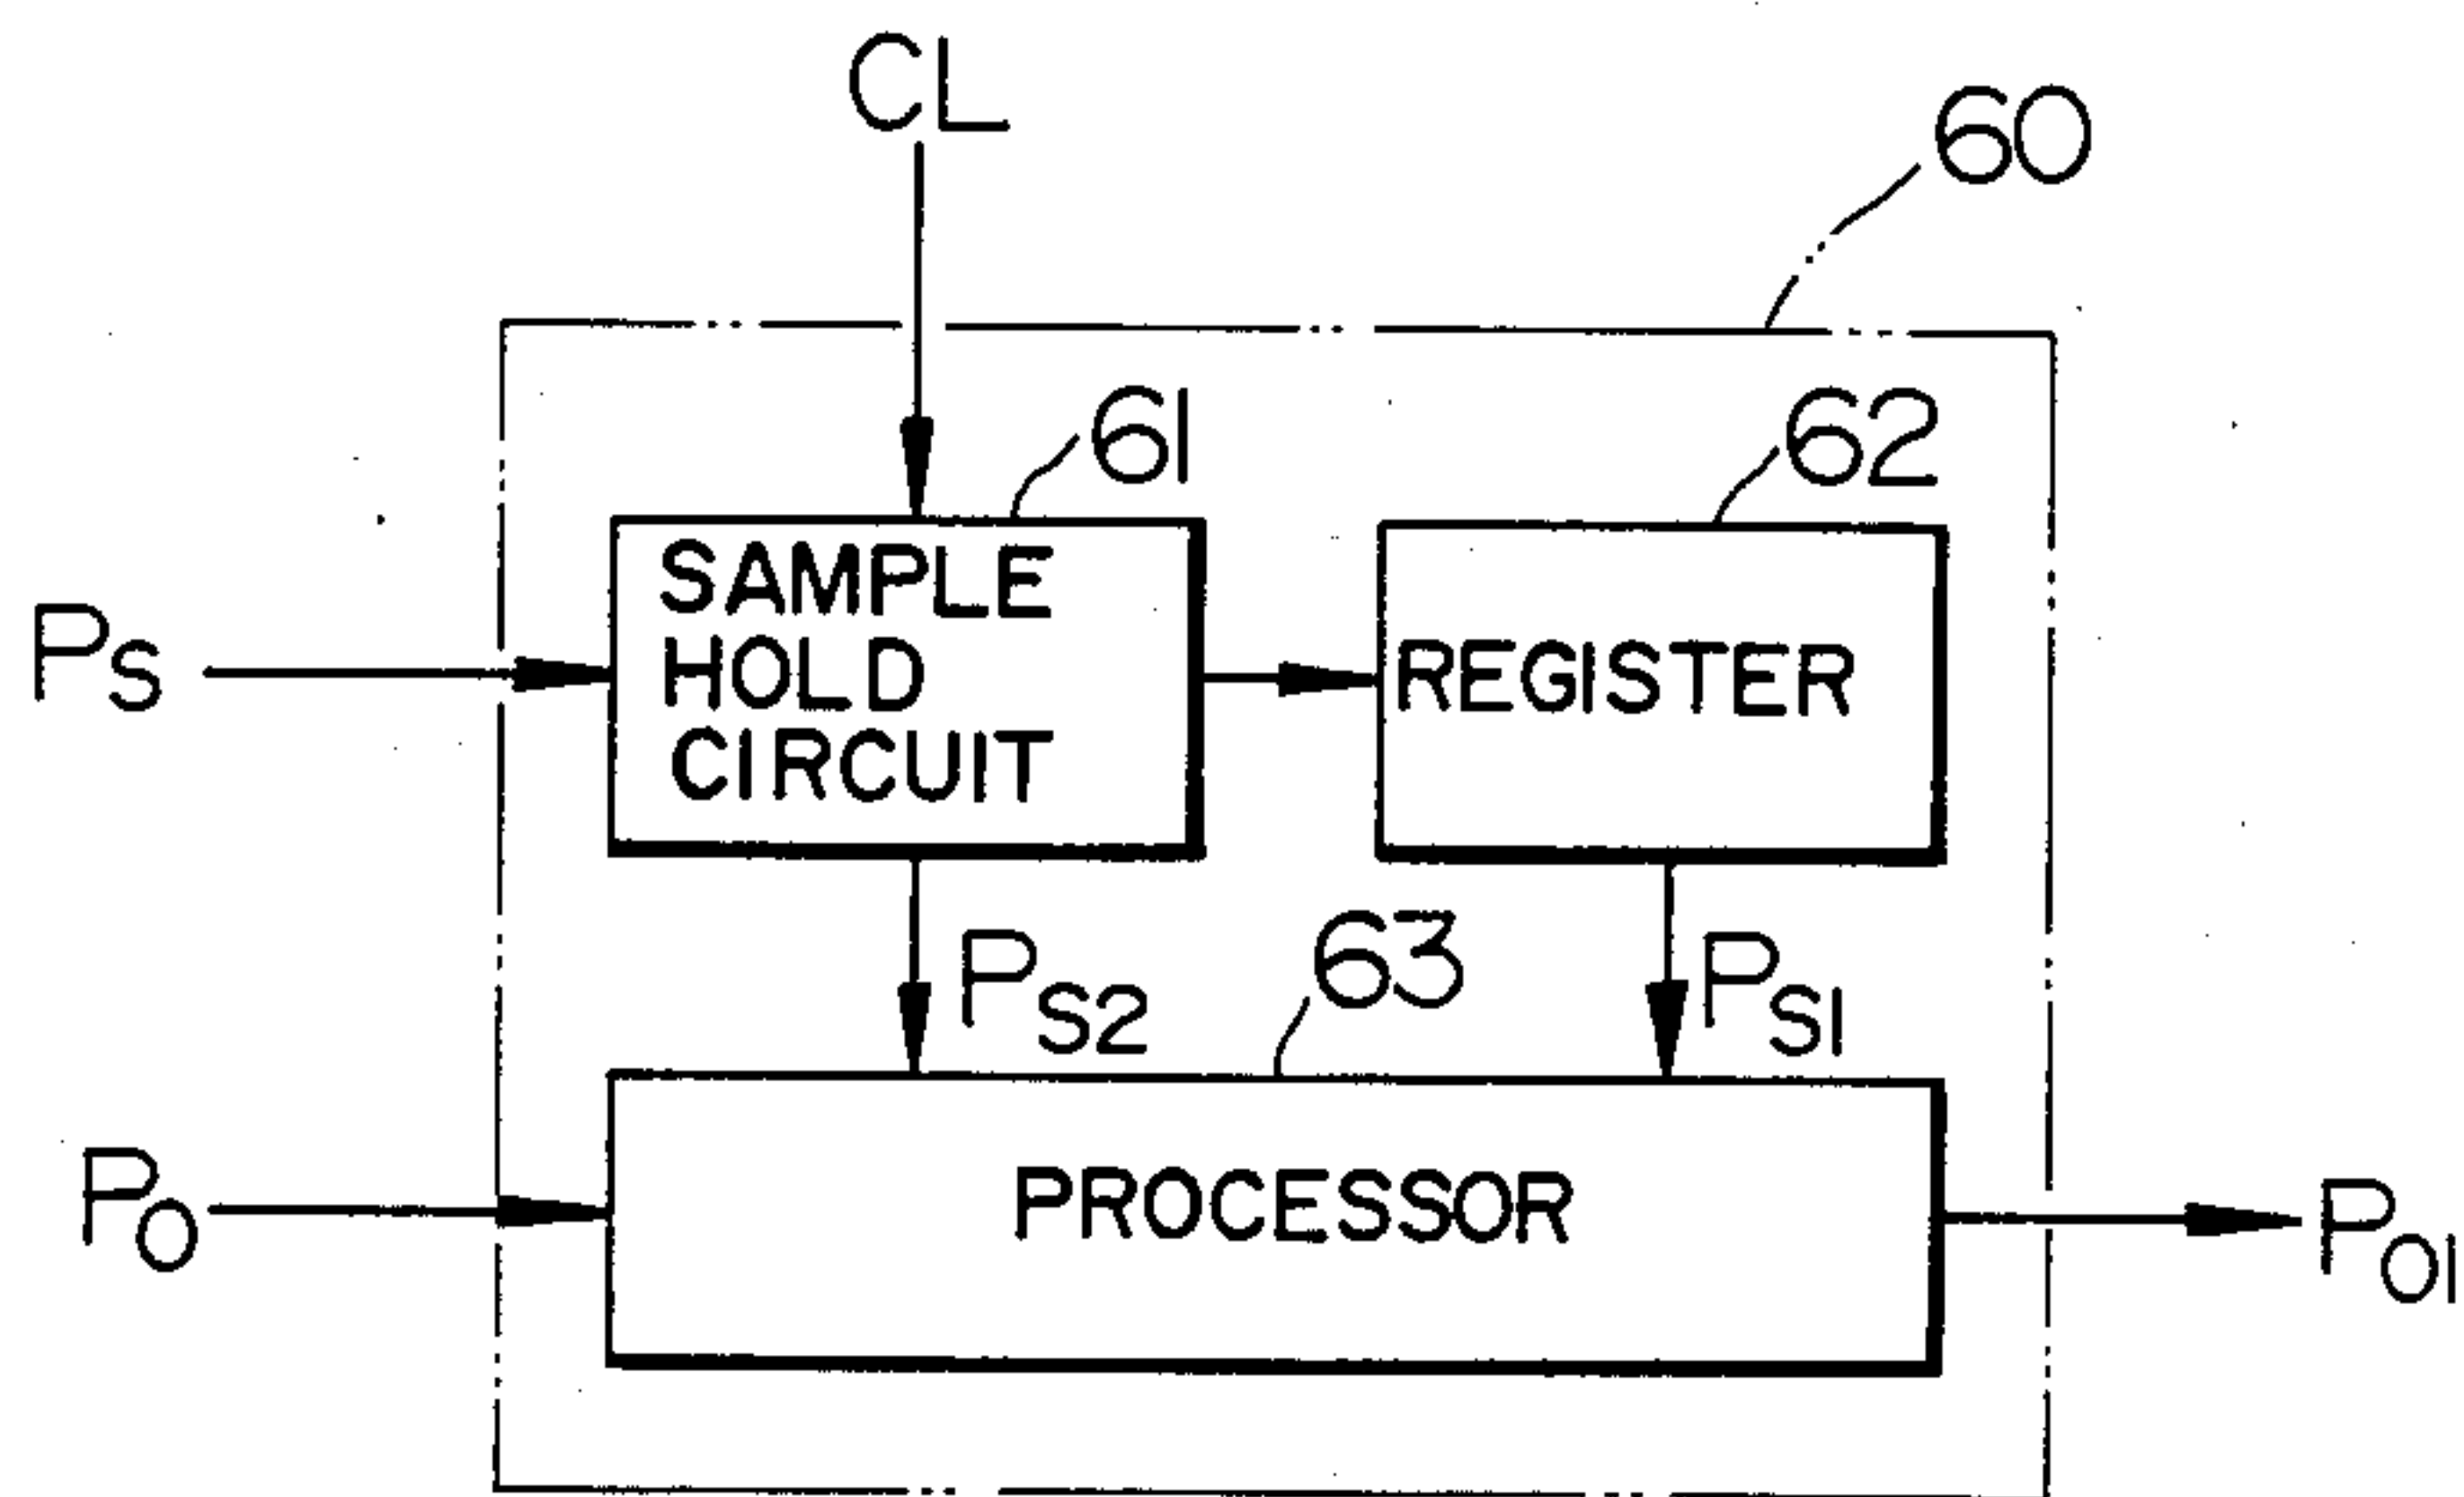 CL
60
61
62
SAMPLE
HOLD
CIRCUIT
REGISTER
PS
PS2
63
PS1
PO
PROCESSOR
PO1